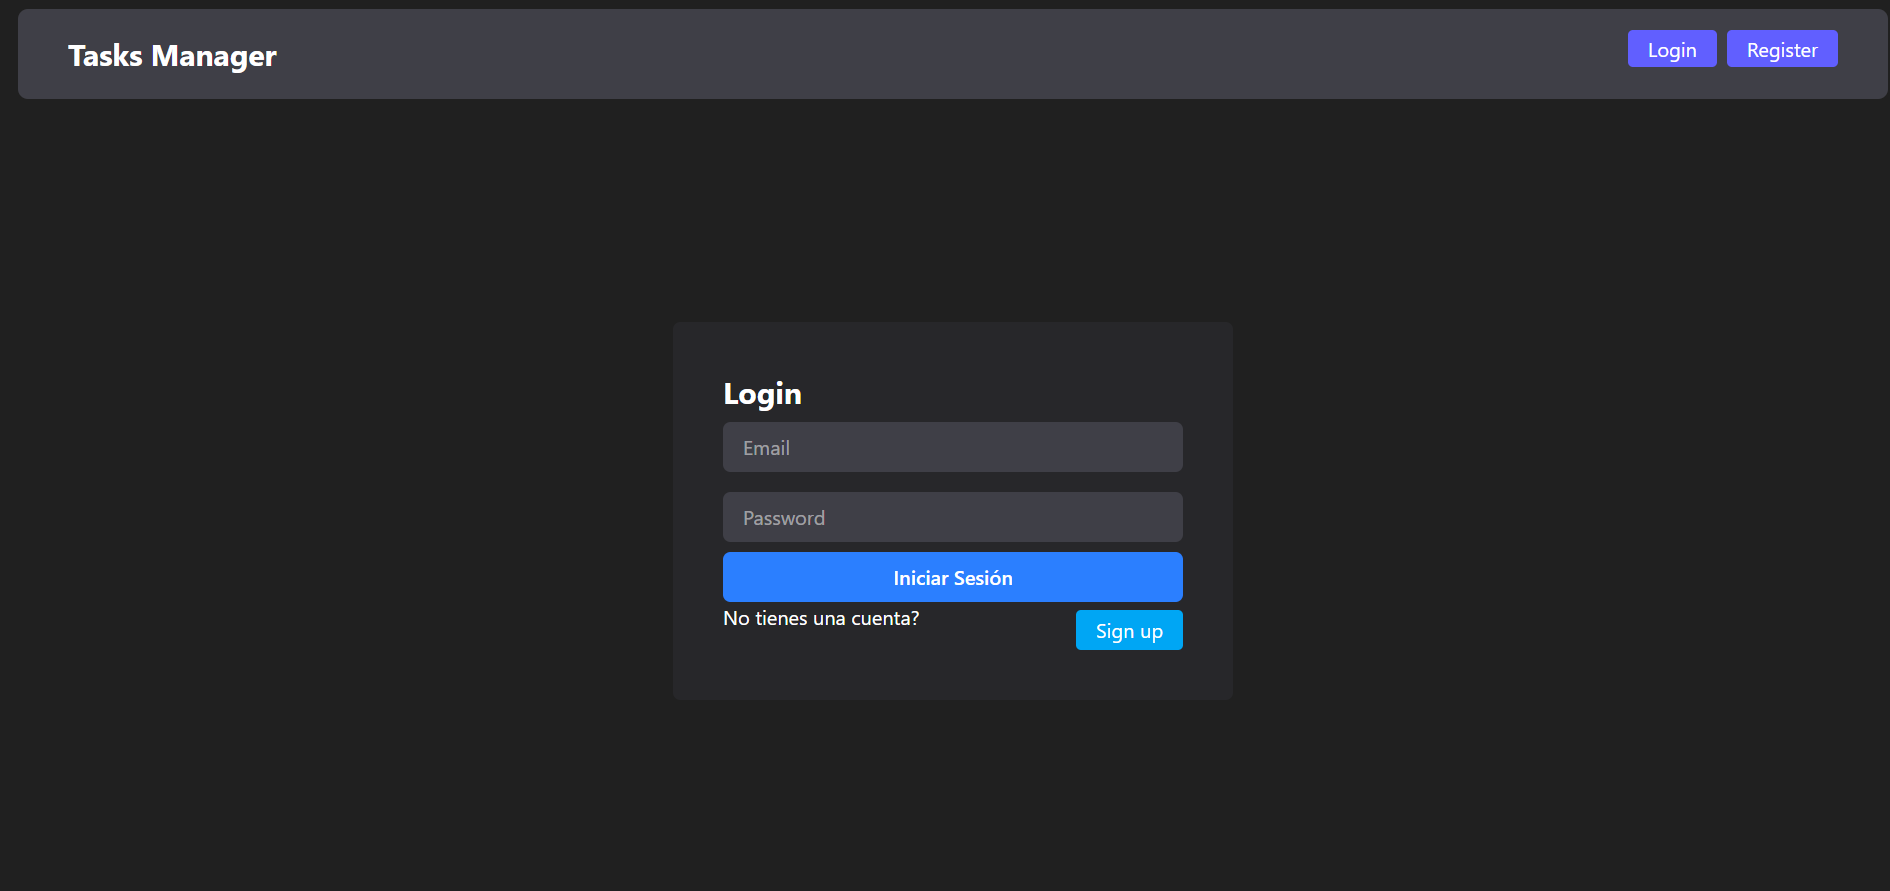 Tasks Manager
Login
Register
Login
Email
Password
Iniciar Sesión
No tienes una cuenta?
Sign up